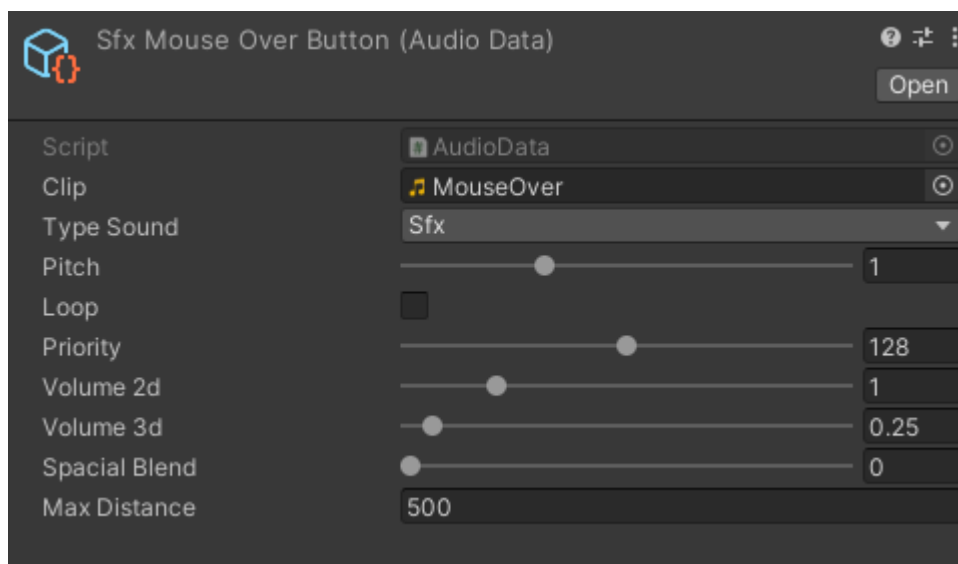 Sfx Mouse Over Button (Audio Data)
Open
Script AudioData
Clip MouseOver
Type Sound Sfx
Pitch 1
Loop
Priority 128
Volume 2d 1
Volume 3d 0.25
Spacial Blend 0
Max Distance 500